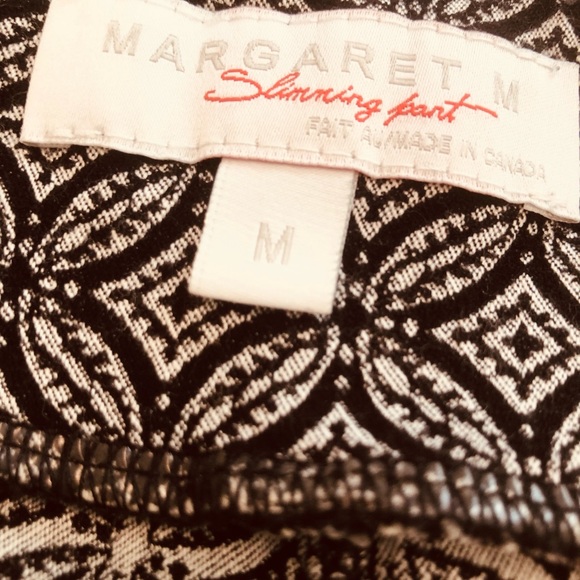 MARGARET M
Slimming pant
FAIT AU/MADE IN CANADA
M